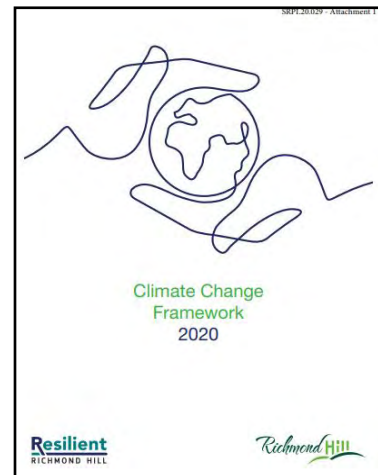 SRPI.20.029 - Attachment 1
Climate Change
Framework
2020
Resilient
RICHMOND HILL
Richmond Hill